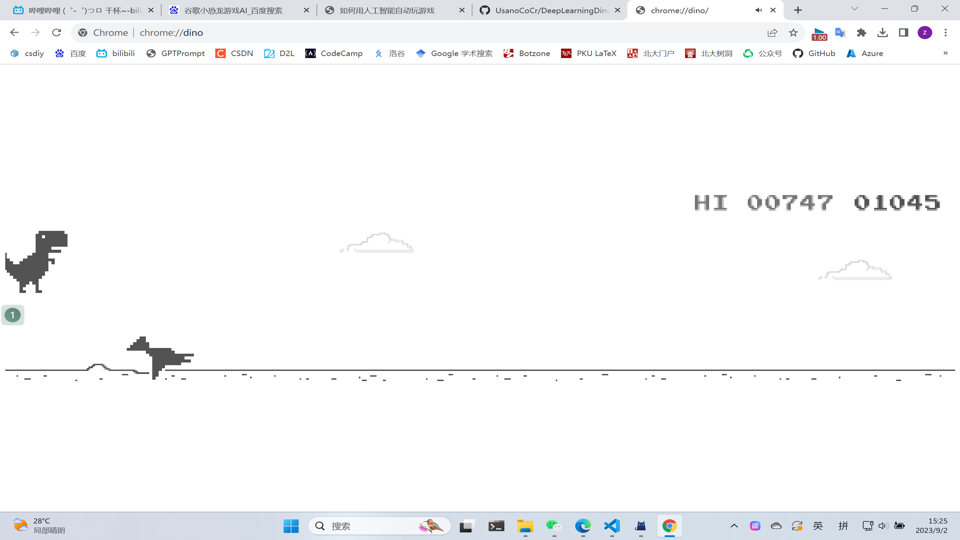 哔哩哔哩 (゜-゜)つロ 干杯~-bili
谷歌小恐龙游戏AI_百度搜索
如何用人工智能自动玩游戏
UsanoCoCr/DeepLearningDino
chrome://dino/
Chrome | chrome://dino
1.00
z
csdiy
百度
bilibili
GPTPrompt
CSDN
D2L
CodeCamp
洛谷
Google 学术搜索
Botzone
PKU LaTeX
北大门户
北大树洞
公众号
GitHub
Azure
»
HI 00747 01045
1
28°C
局部晴朗
搜索
英
拼
15:25
2023/9/2